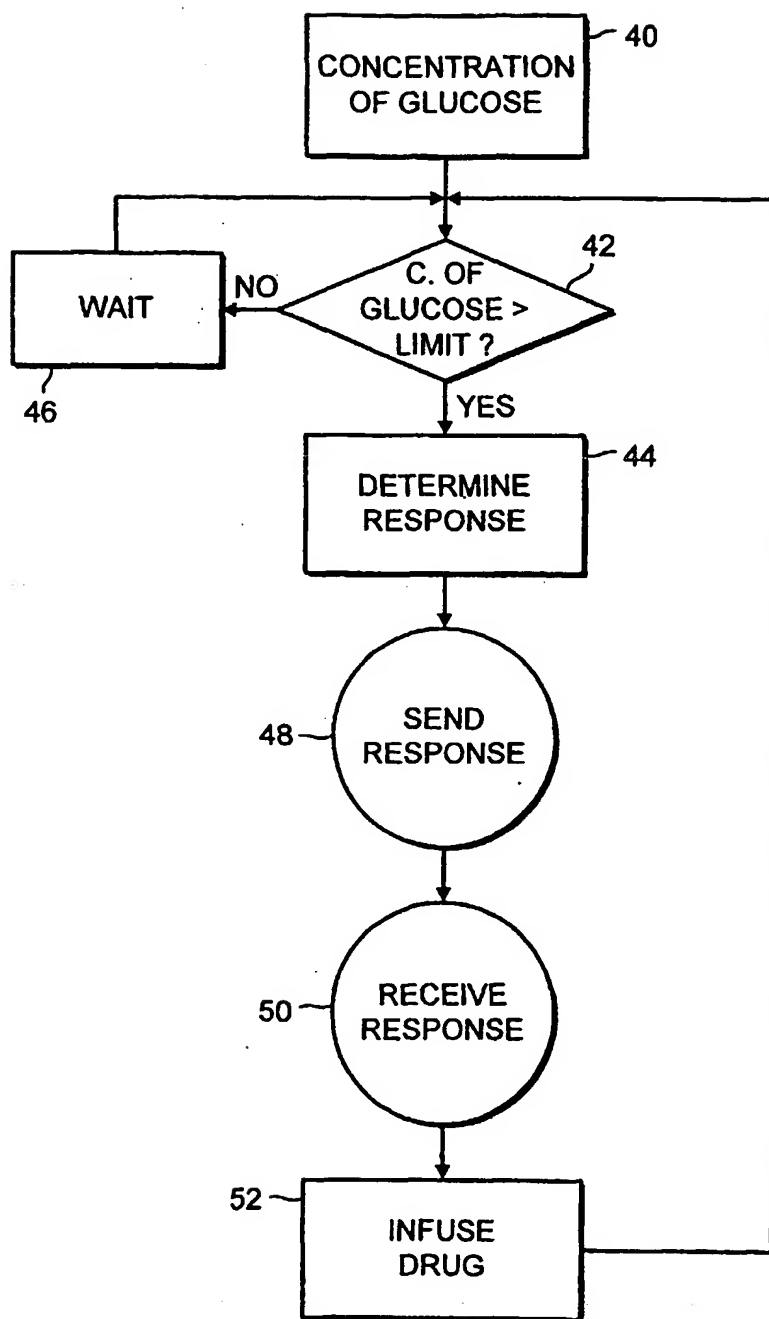 40
CONCENTRATION
OF GLUCOSE
42
C. OF
GLUCOSE >
LIMIT ?
NO
WAIT
46
YES
44
DETERMINE
RESPONSE
48
SEND
RESPONSE
50
RECEIVE
RESPONSE
52
INFUSE
DRUG